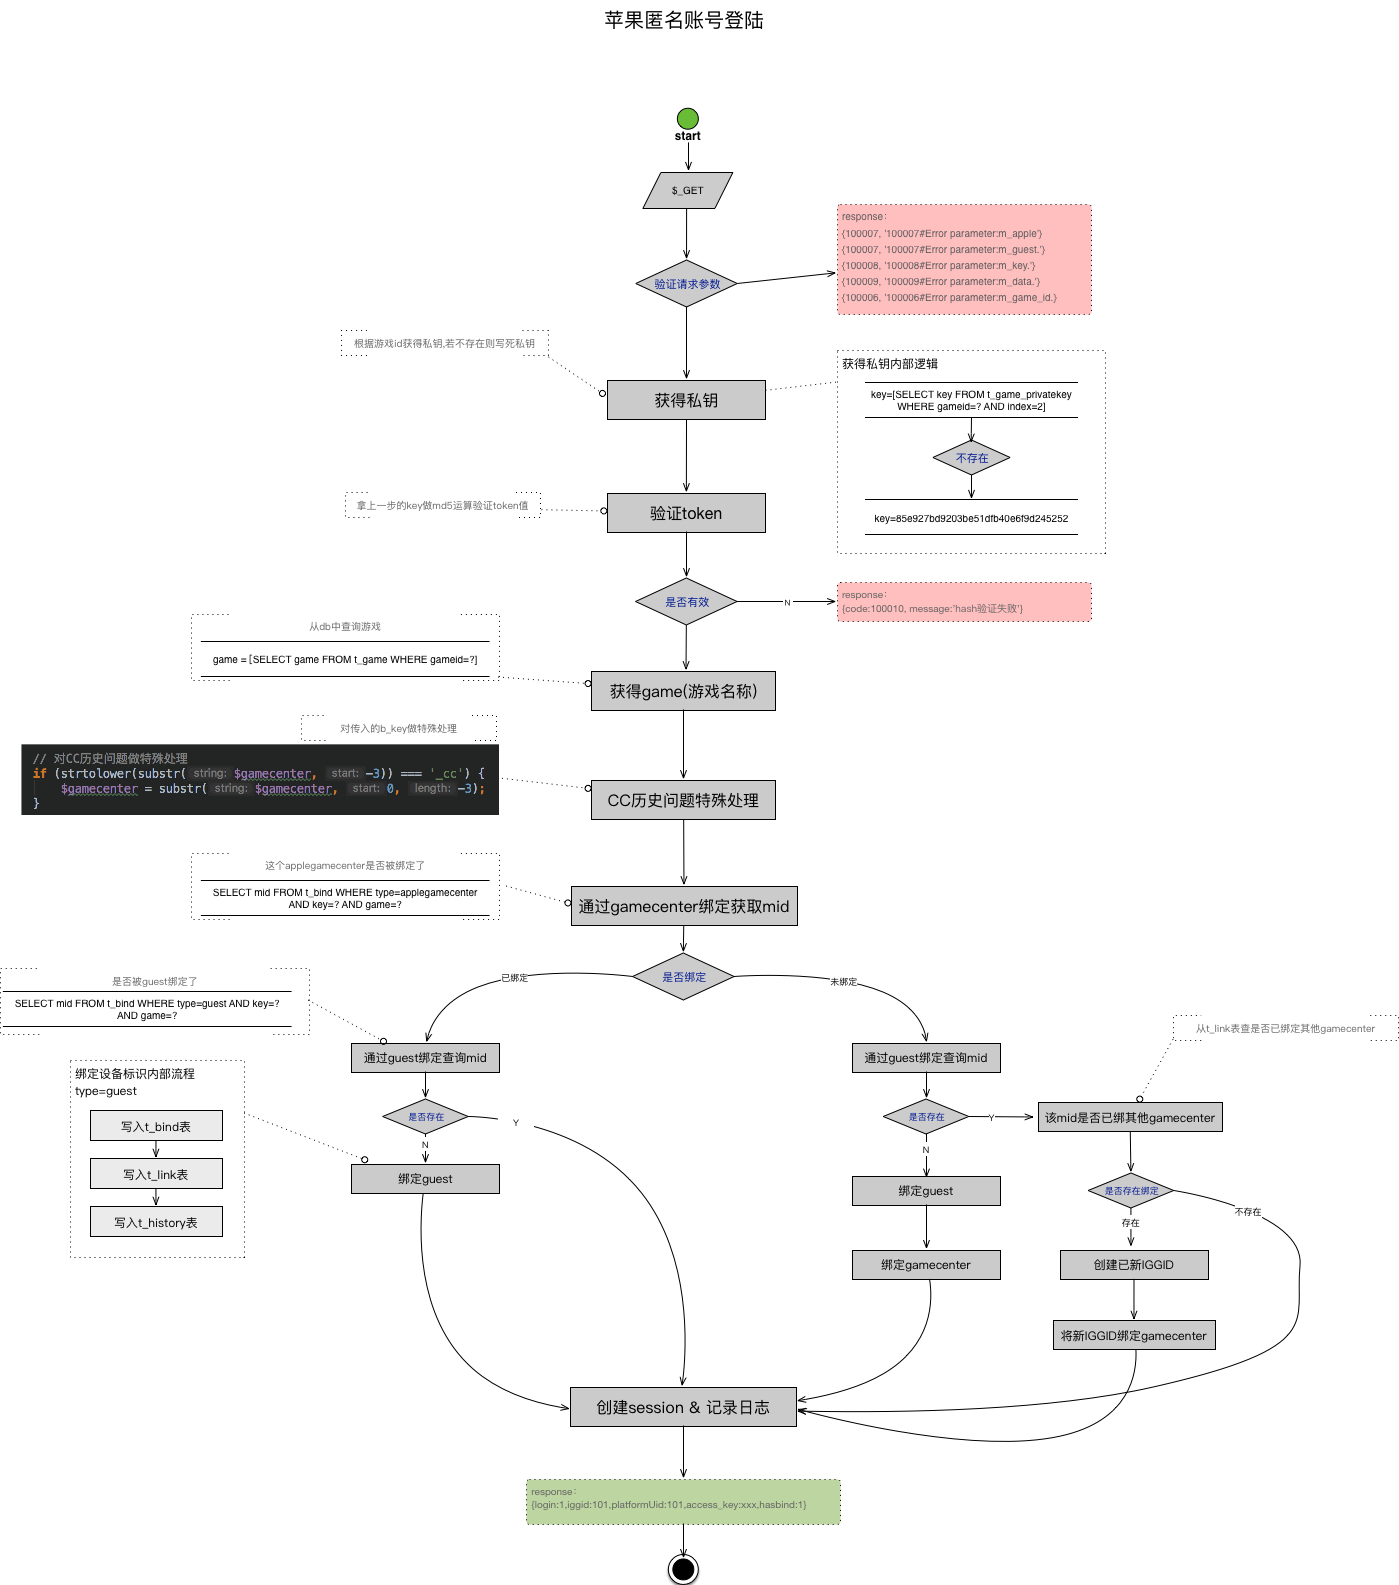 苹果匿名账号登陆
start
$_GET
response：
{100007, '100007#Error parameter:m_apple'}
{100007, '100007#Error parameter:m_guest.'}
{100008, '100008#Error parameter:m_key.'}
{100009, '100009#Error parameter:m_data.'}
{100006, '100006#Error parameter:m_game_id.}
验证请求参数
根据游戏id获得私钥,若不存在则写死私钥
获得私钥
获得私钥内部逻辑
key=[SELECT key FROM t_game_privatekey
WHERE gameid=? AND index=2]
不存在
key=85e927bd9203be51dfb40e6f9d245252
拿上一步的key做md5运算验证token值
验证token
是否有效
N
response：
{code:100010, message:'hash验证失败'}
从db中查询游戏
game = [SELECT game FROM t_game WHERE gameid=?]
获得game(游戏名称)
对传入的b_key做特殊处理
// 对CC历史问题做特殊处理
if (strtolower(substr( string: $gamecenter, start: -3)) === '_cc') {
$gamecenter = substr( string: $gamecenter, start: 0, length: -3);
}
CC历史问题特殊处理
这个applegamecenter是否被绑定了
SELECT mid FROM t_bind WHERE type=applegamecenter
AND key=? AND game=?
通过gamecenter绑定获取mid
是否绑定
已绑定
未绑定
是否被guest绑定了
SELECT mid FROM t_bind WHERE type=guest AND key=?
AND game=?
从t_link表查是否已绑定其他gamecenter
通过guest绑定查询mid
通过guest绑定查询mid
绑定设备标识内部流程
type=guest
写入t_bind表
写入t_link表
写入t_history表
是否存在
Y
N
绑定guest
是否存在
Y
N
该mid是否已绑其他gamecenter
绑定guest
绑定gamecenter
是否存在绑定
不存在
存在
创建已新IGGID
将新IGGID绑定gamecenter
创建session & 记录日志
response：
{login:1,iggid:101,platformUid:101,access_key:xxx,hasbind:1}